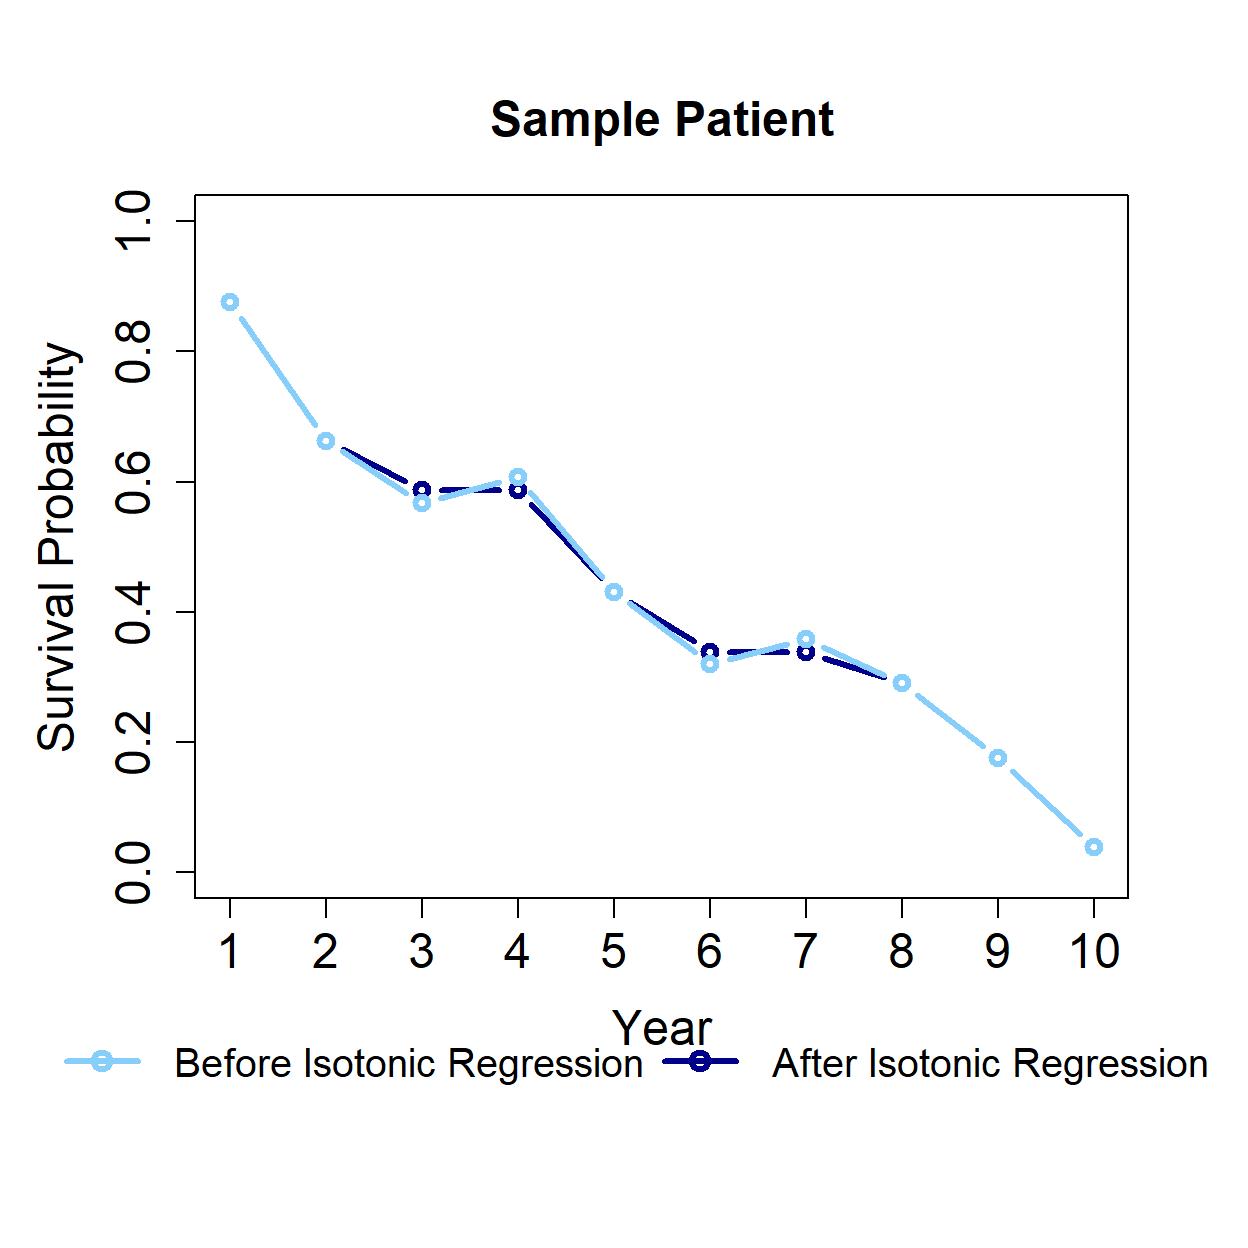 Sample Patient
Survival Probability
1.0
0.8
0.6
0.4
0.2
0.0
1 2 3 4 5 6 7 8 9 10
Year
Before Isotonic Regression After Isotonic Regression